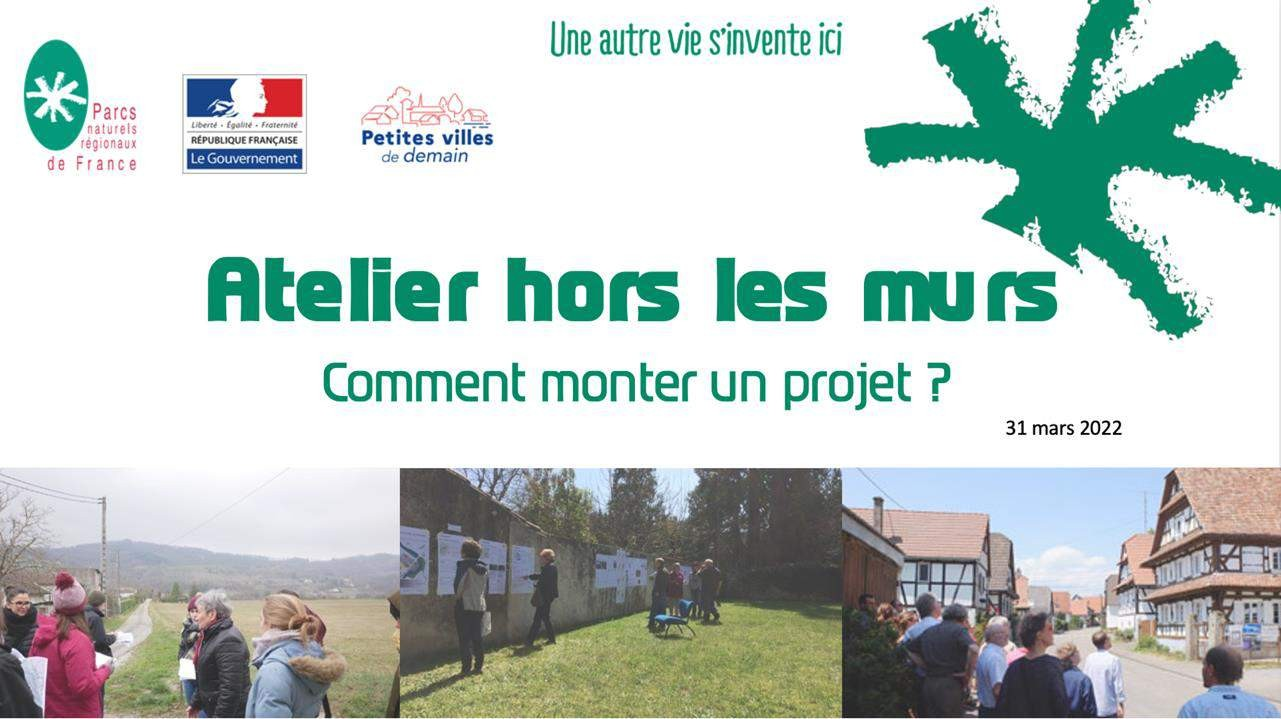 Une autre vie s'invente ici
Parcs
naturels
régionaux
de France
Liberté • Égalité • Fraternité
RÉPUBLIQUE FRANÇAISE
Le Gouvernement
Petites villes
de demain
Atelier hors les murs
Comment monter un projet ?
31 mars 2022